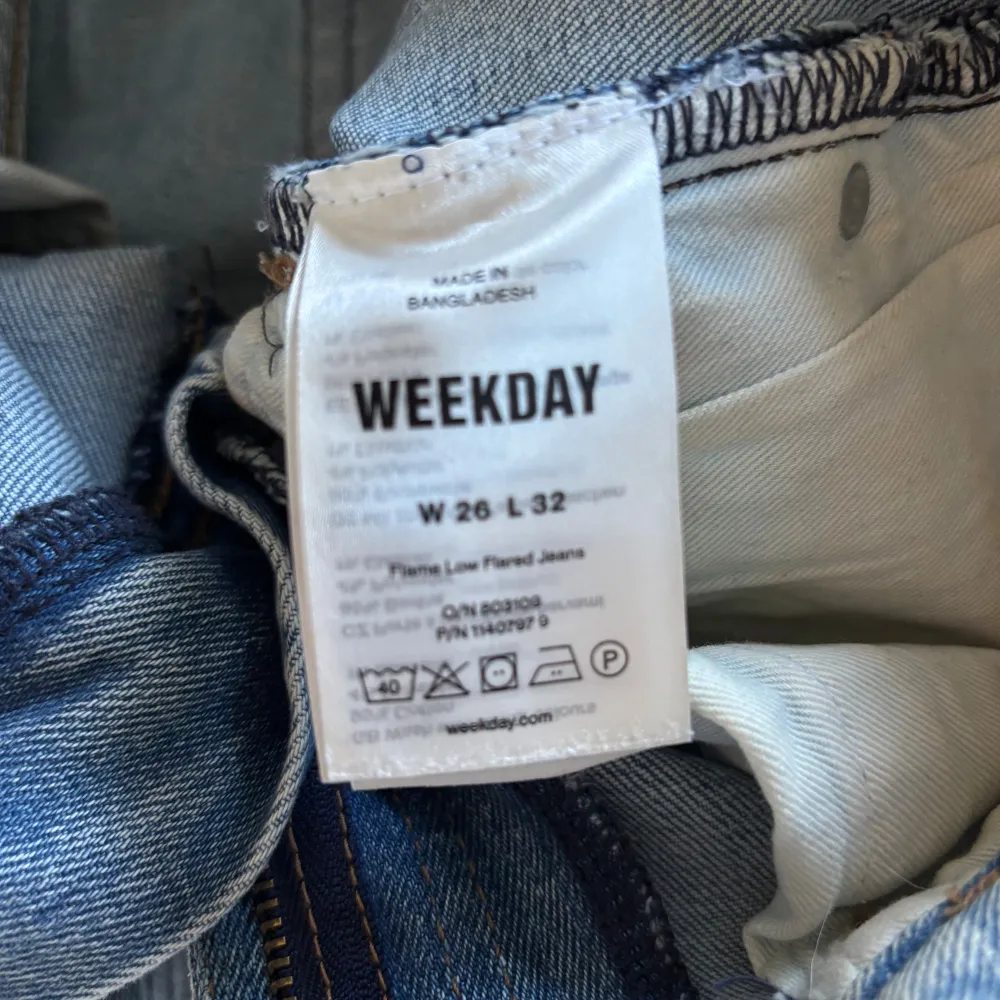 MADE IN
BANGLADESH
WEEKDAY
W 26 L 32
Flame Low Flared Jeans
O/N 803109
P/N 1140797 9
40
P
weekday.com